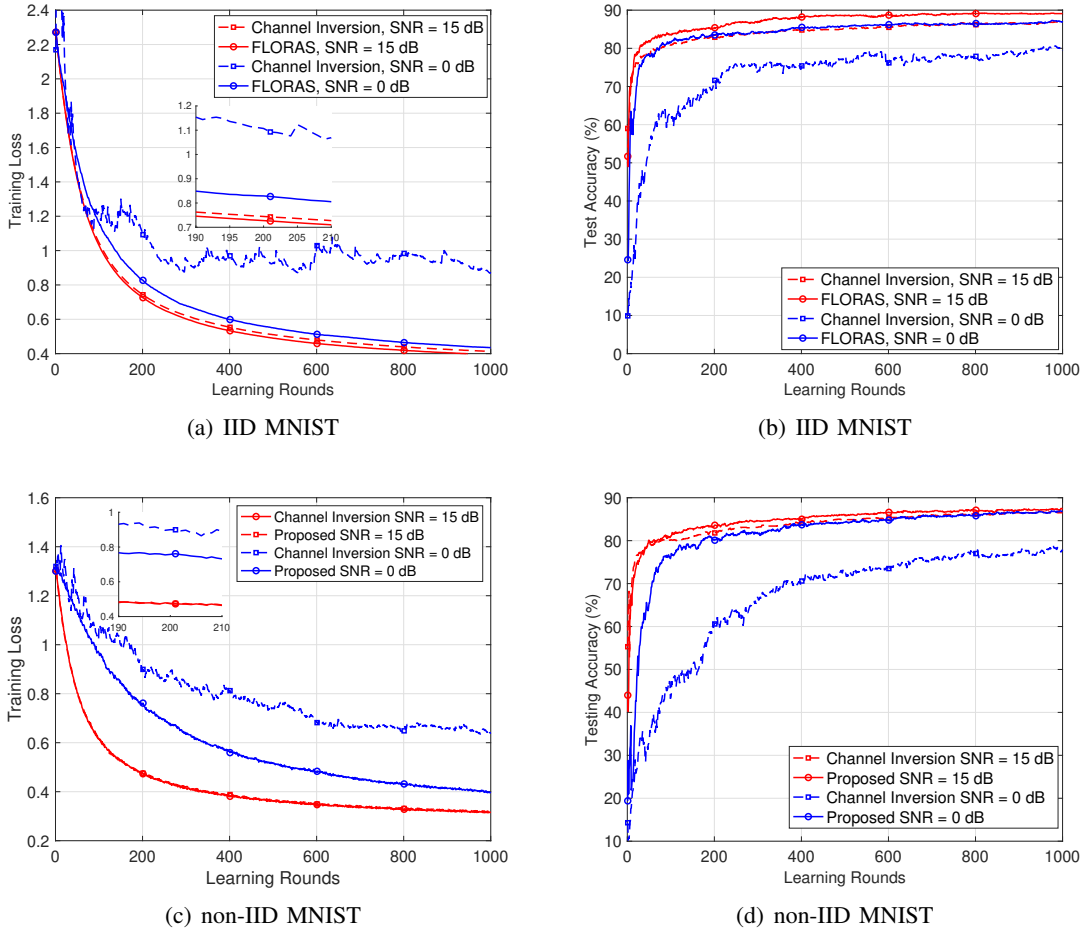 2.4
2.2
2
1.8
1.6
1.4
1.2
1
0.8
0.6
0.4
Training Loss
Channel Inversion, SNR = 15 dB
FLORAS, SNR = 15 dB
Channel Inversion, SNR = 0 dB
FLORAS, SNR = 0 dB
1.2
1.1
1
0.9
0.8
0.7
190 195 200 205 210
0 200 400 600 800 1000
Learning Rounds
(a) IID MNIST
90
80
70
60
50
40
30
20
10
0
Test Accuracy (%)
Channel Inversion, SNR = 15 dB
FLORAS, SNR = 15 dB
Channel Inversion, SNR = 0 dB
FLORAS, SNR = 0 dB
0 200 400 600 800 1000
Learning Rounds
(b) IID MNIST
1.6
1.4
1.2
1
0.8
0.6
0.4
0.2
Training Loss
Channel Inversion SNR = 15 dB
Proposed SNR = 15 dB
Channel Inversion SNR = 0 dB
Proposed SNR = 0 dB
1
0.8
0.6
0.4
190 195 200 205 210
0 200 400 600 800 1000
Learning Rounds
(c) non-IID MNIST
90
80
70
60
50
40
30
20
10
Testing Accuracy (%)
Channel Inversion SNR = 15 dB
Proposed SNR = 15 dB
Channel Inversion SNR = 0 dB
Proposed SNR = 0 dB
0 200 400 600 800 1000
Learning Rounds
(d) non-IID MNIST